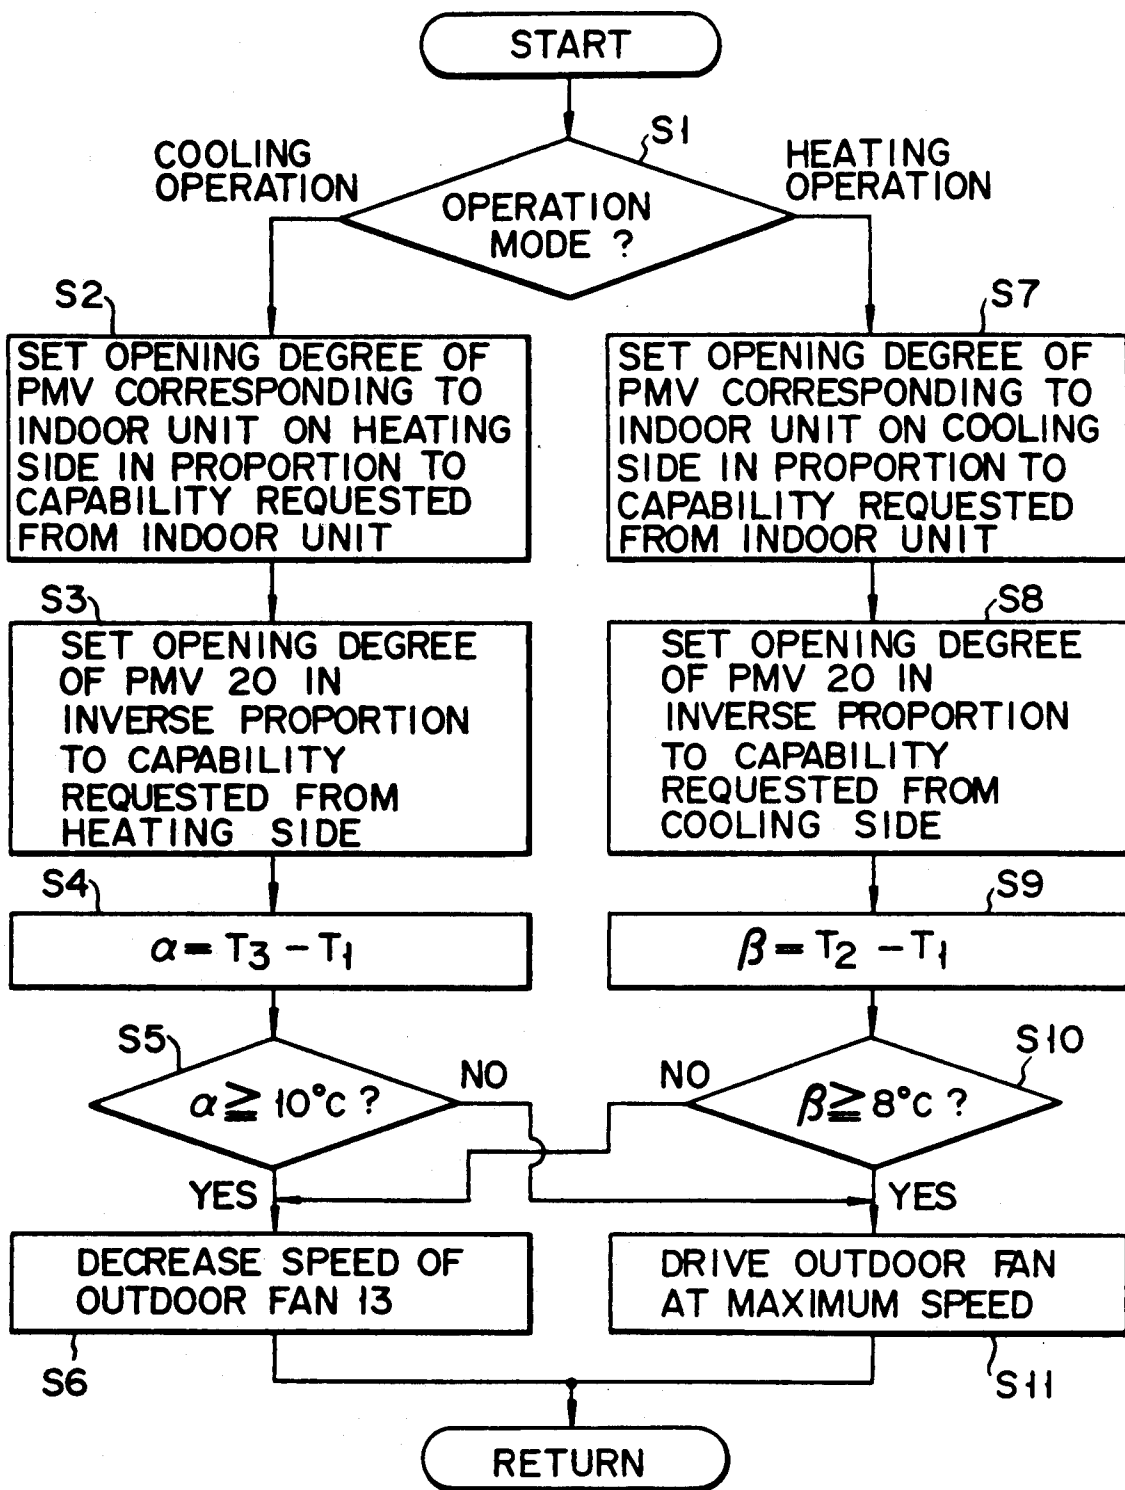 START
S1
COOLING
OPERATION
HEATING
OPERATION
OPERATION
MODE ?
S2
SET OPENING DEGREE OF
PMV CORRESPONDING TO
INDOOR UNIT ON HEATING
SIDE IN PROPORTION TO
CAPABILITY REQUESTED
FROM INDOOR UNIT
S7
SET OPENING DEGREE OF
PMV CORRESPONDING TO
INDOOR UNIT ON COOLING
SIDE IN PROPORTION TO
CAPABILITY REQUESTED
FROM INDOOR UNIT
S3
SET OPENING DEGREE
OF PMV 20 IN
INVERSE PROPORTION
TO CAPABILITY
REQUESTED FROM
HEATING SIDE
S8
SET OPENING DEGREE
OF PMV 20 IN
INVERSE PROPORTION
TO CAPABILITY
REQUESTED FROM
COOLING SIDE
S4
α = T3 - T1
S9
β = T2 - T1
S5
α ≧ 10°C ?
NO
YES
S10
β ≧ 8°C ?
NO
YES
DECREASE SPEED OF
OUTDOOR FAN 13
S6
DRIVE OUTDOOR FAN
AT MAXIMUM SPEED
S11
RETURN